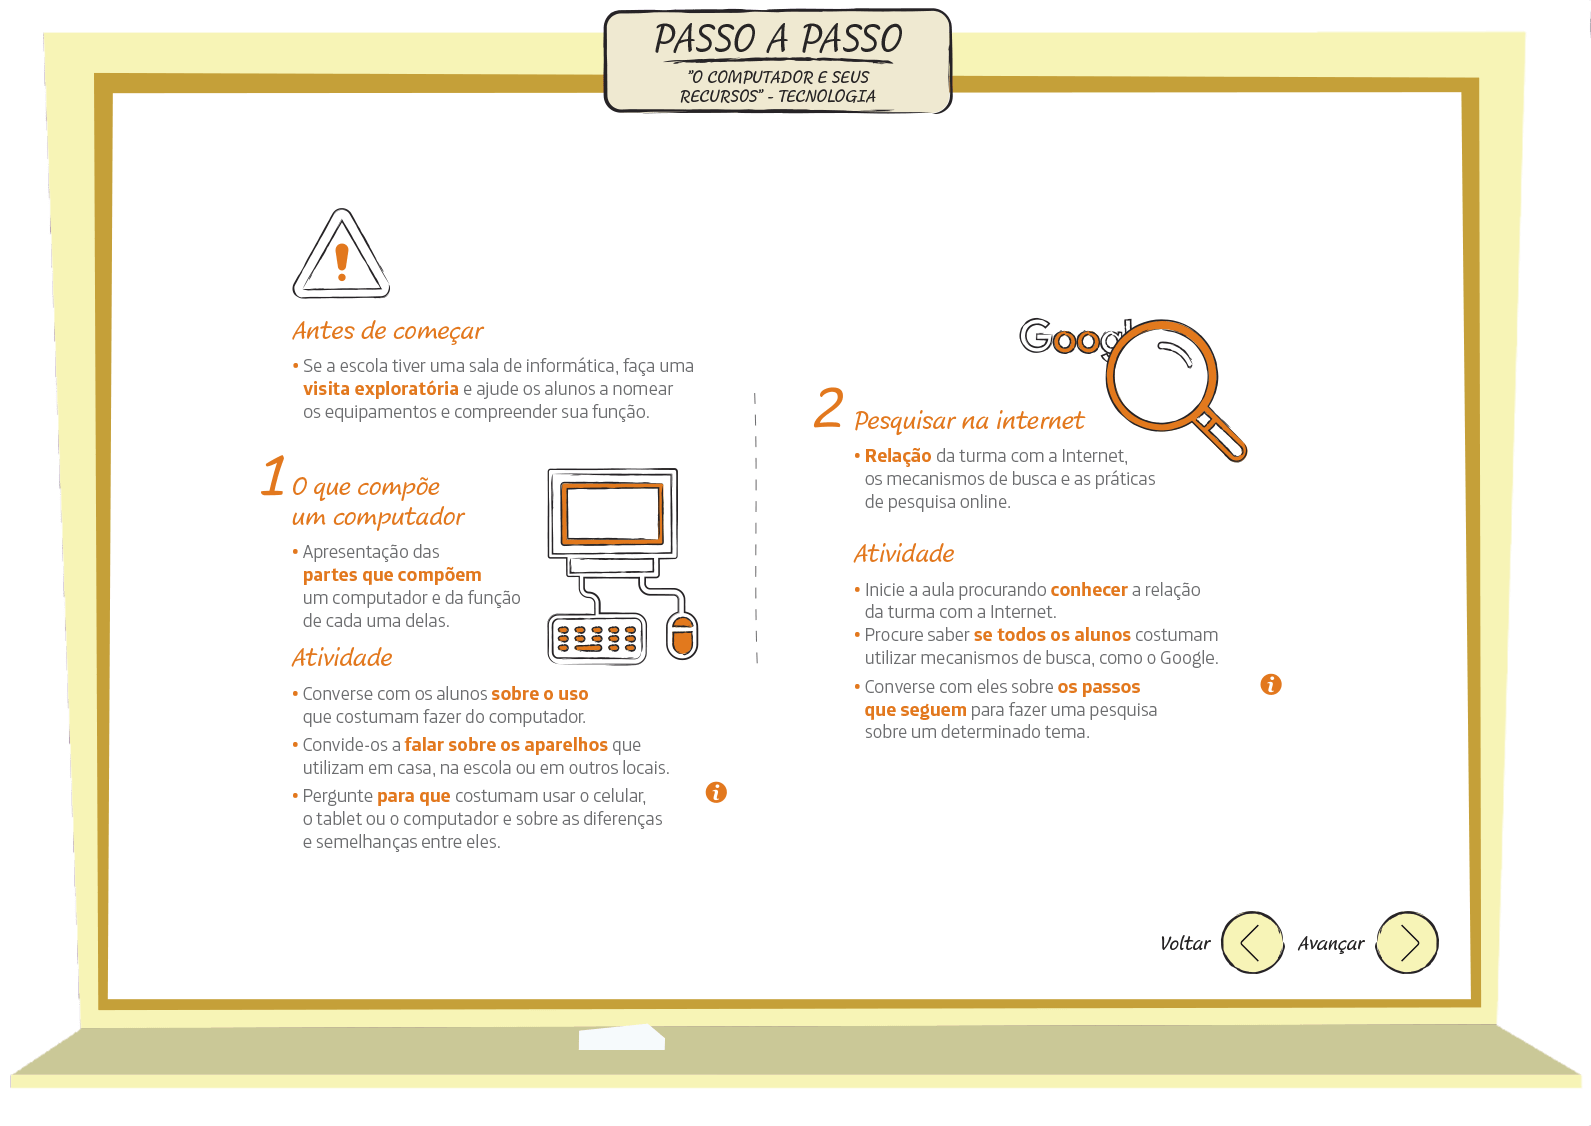 PASSO A PASSO
"O COMPUTADOR E SEUS
RECURSOS" - TECNOLOGIA
Antes de começar
• Se a escola tiver uma sala de informática, faça uma
visita exploratória e ajude os alunos a nomear
os equipamentos e compreender sua função.
1 O que compõe
um computador
• Apresentação das
partes que compõem
um computador e da função
de cada uma delas.
Atividade
• Converse com os alunos sobre o uso
que costumam fazer do computador.
• Convide-os a falar sobre os aparelhos que
utilizam em casa, na escola ou em outros locais.
• Pergunte para que costumam usar o celular,
o tablet ou o computador e sobre as diferenças
e semelhanças entre eles.
i
Googl
2 Pesquisar na internet
• Relação da turma com a Internet,
os mecanismos de busca e as práticas
de pesquisa online.
Atividade
• Inicie a aula procurando conhecer a relação
da turma com a Internet.
• Procure saber se todos os alunos costumam
utilizar mecanismos de busca, como o Google.
• Converse com eles sobre os passos
que seguem para fazer uma pesquisa
sobre um determinado tema.
i
Voltar
Avançar